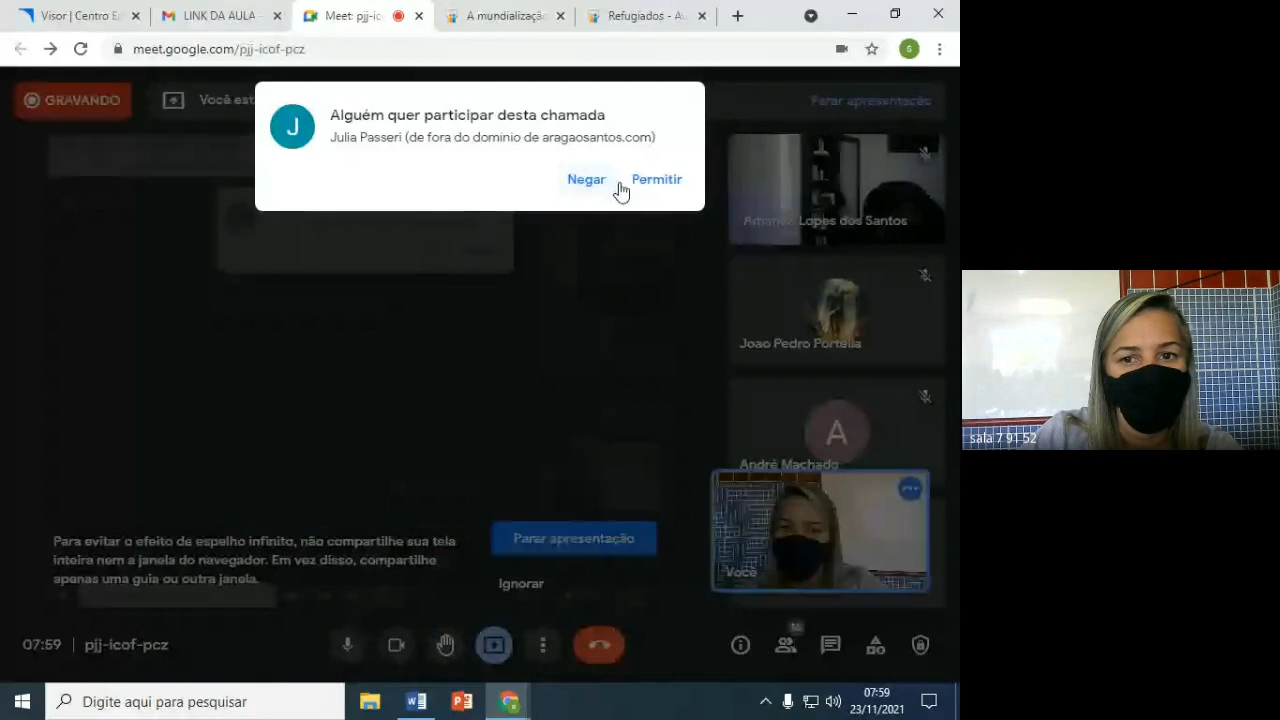 Visor | Centro E
LINK DA AULA -
Meet: pjj-ic
A mundialização
Refugiados - Au
meet.google.com/pjj-icof-pcz
S
GRAVANDO
Você est
Parar apresentação
Alguém quer participar desta chamada
J
Julia Passeri (de fora do domínio de aragaosantos.com)
Negar
Permitir
Amanda Lopes dos Santos
Joao Pedro Portella
A
André Machado
Para evitar o efeito de espelho infinito, não compartilhe sua tela
inteira nem a janela do navegador. Em vez disso, compartilhe
apenas uma guia ou outra janela.
Parar apresentação
Ignorar
Você
sala 7 91 52
07:59 | pjj-icof-pcz
Digite aqui para pesquisar
07:59
23/11/2021